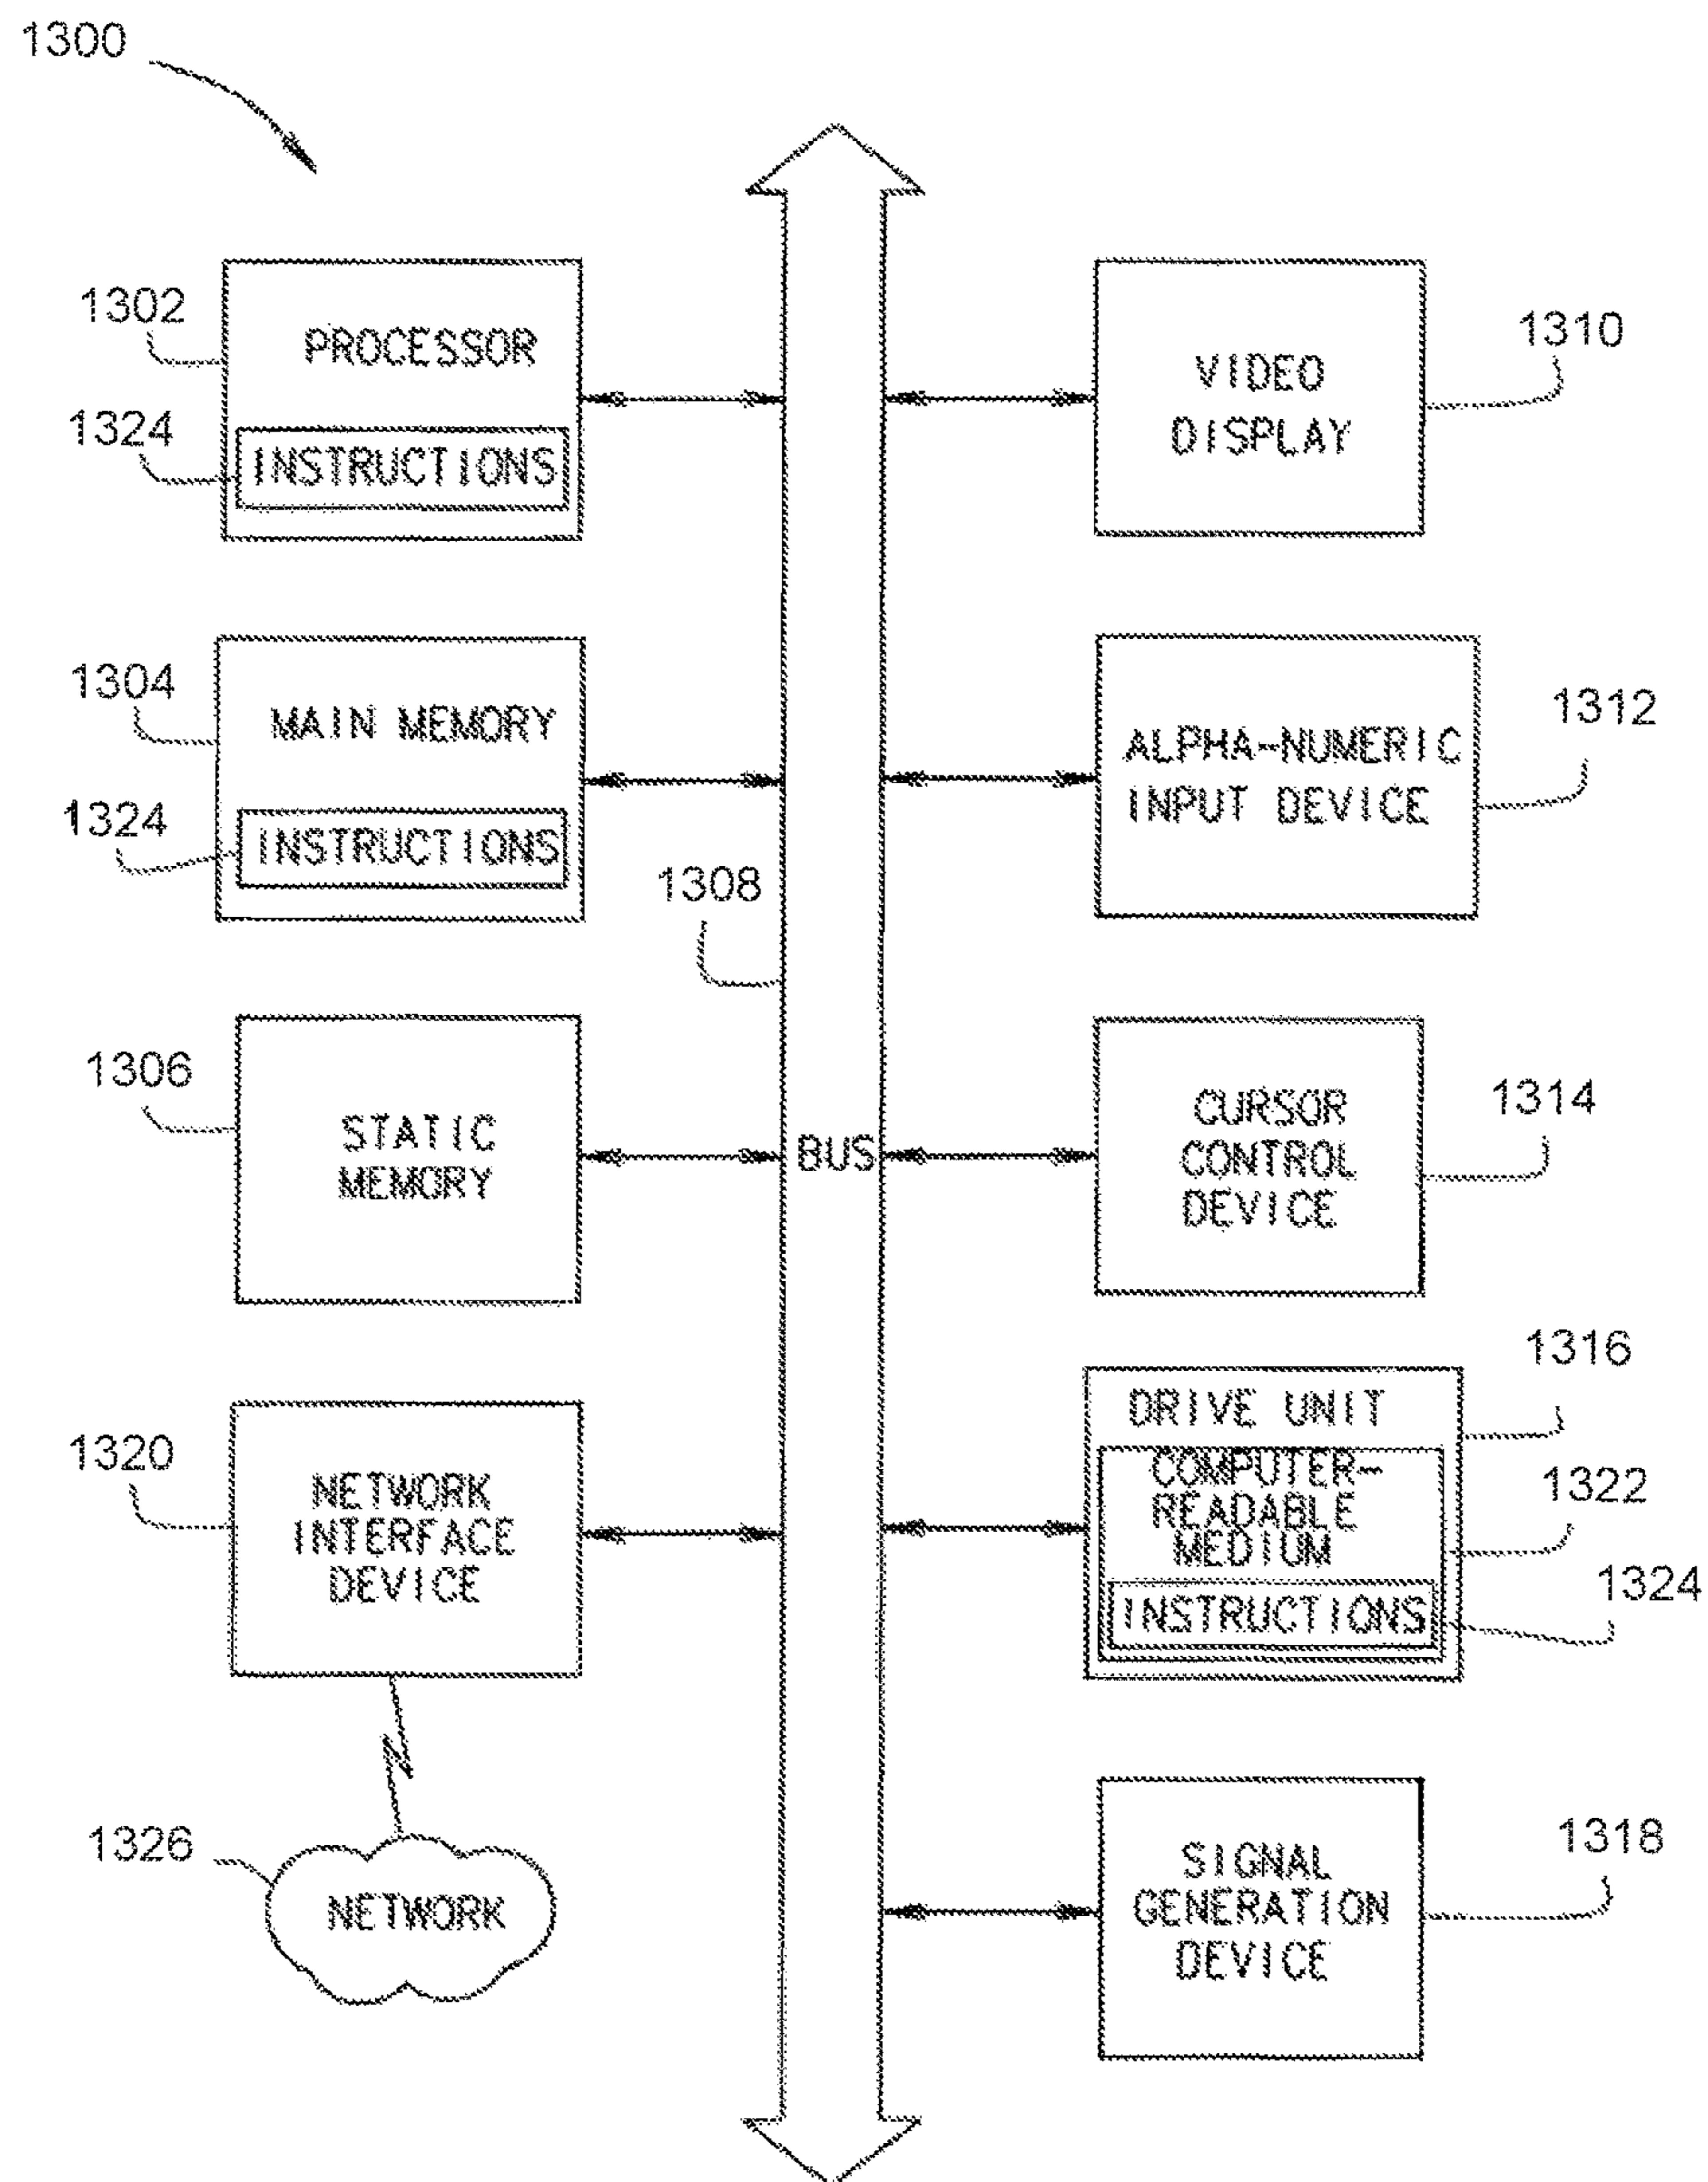 1300
1302
PROCESSOR
1324
INSTRUCTIONS
1304
MAIN MEMORY
1324
INSTRUCTIONS
1308
1306
STATIC
MEMORY
BUS
1320
NETWORK
INTERFACE
DEVICE
1326
NETWORK
1310
VIDEO
DISPLAY
1312
ALPHA-NUMERIC
INPUT DEVICE
1314
CURSOR
CONTROL
DEVICE
1316
DRIVE UNIT
1322
COMPUTER-
READABLE
MEDIUM
1324
INSTRUCTIONS
1318
SIGNAL
GENERATION
DEVICE